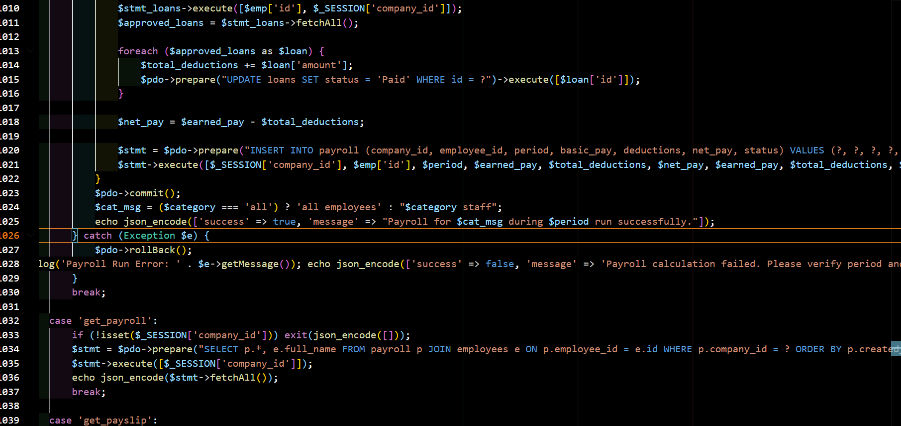 1010 $stmt_loans->execute([$emp['id'], $_SESSION['company_id']]);
1011 $approved_loans = $stmt_loans->fetchAll();
1012
1013 foreach ($approved_loans as $loan) {
1014 $total_deductions += $loan['amount'];
1015 $pdo->prepare("UPDATE loans SET status = 'Paid' WHERE id = ?")->execute([$loan['id']]);
1016 }
1017
1018 $net_pay = $earned_pay - $total_deductions;
1019
1020 $stmt = $pdo->prepare("INSERT INTO payroll (company_id, employee_id, period, basic_pay, deductions, net_pay, status) VALUES (?, ?, ?, ?,
1021 $stmt->execute([$_SESSION['company_id'], $emp['id'], $period, $earned_pay, $total_deductions, $net_pay, $earned_pay, $total_deductions,
1022 }
1023 $pdo->commit();
1024 $cat_msg = ($category === 'all') ? 'all employees' : "$category staff";
1025 echo json_encode(['success' => true, 'message' => "Payroll for $cat_msg during $period run successfully."]);
1026 } catch (Exception $e) {
1027 $pdo->rollBack();
1028 log('Payroll Run Error: ' . $e->getMessage()); echo json_encode(['success' => false, 'message' => 'Payroll calculation failed. Please verify period and
1029 }
1030 break;
1031
1032 case 'get_payroll':
1033 if (!isset($_SESSION['company_id'])) exit(json_encode([]));
1034 $stmt = $pdo->prepare("SELECT p.*, e.full_name FROM payroll p JOIN employees e ON p.employee_id = e.id WHERE p.company_id = ? ORDER BY p.created
1035 $stmt->execute([$_SESSION['company_id']]);
1036 echo json_encode($stmt->fetchAll());
1037 break;
1038
1039 case 'get_payslip':